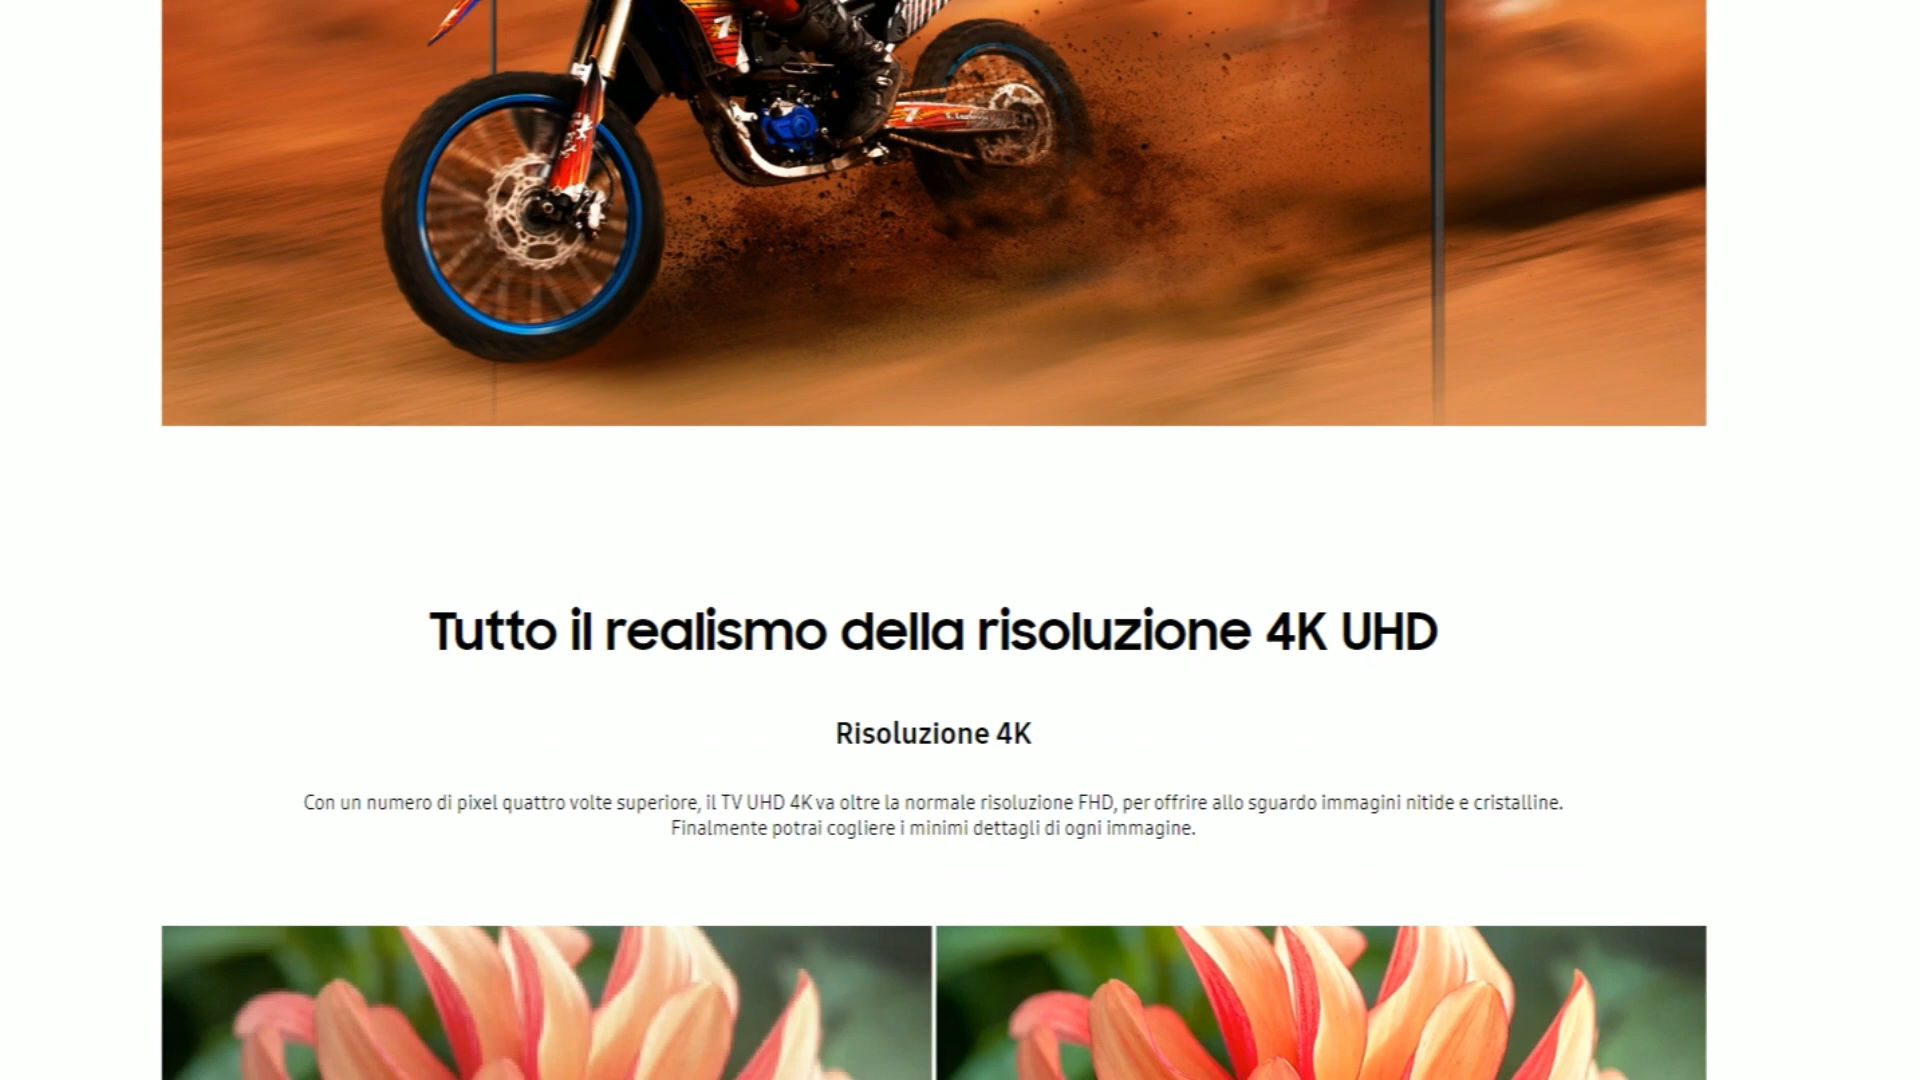 7
7
Tutto il realismo della risoluzione 4K UHD
Risoluzione 4K
Con un numero di pixel quattro volte superiore, il TV UHD 4K va oltre la normale risoluzione FHD, per offrire allo sguardo immagini nitide e cristalline.
Finalmente potrai cogliere i minimi dettagli di ogni immagine.